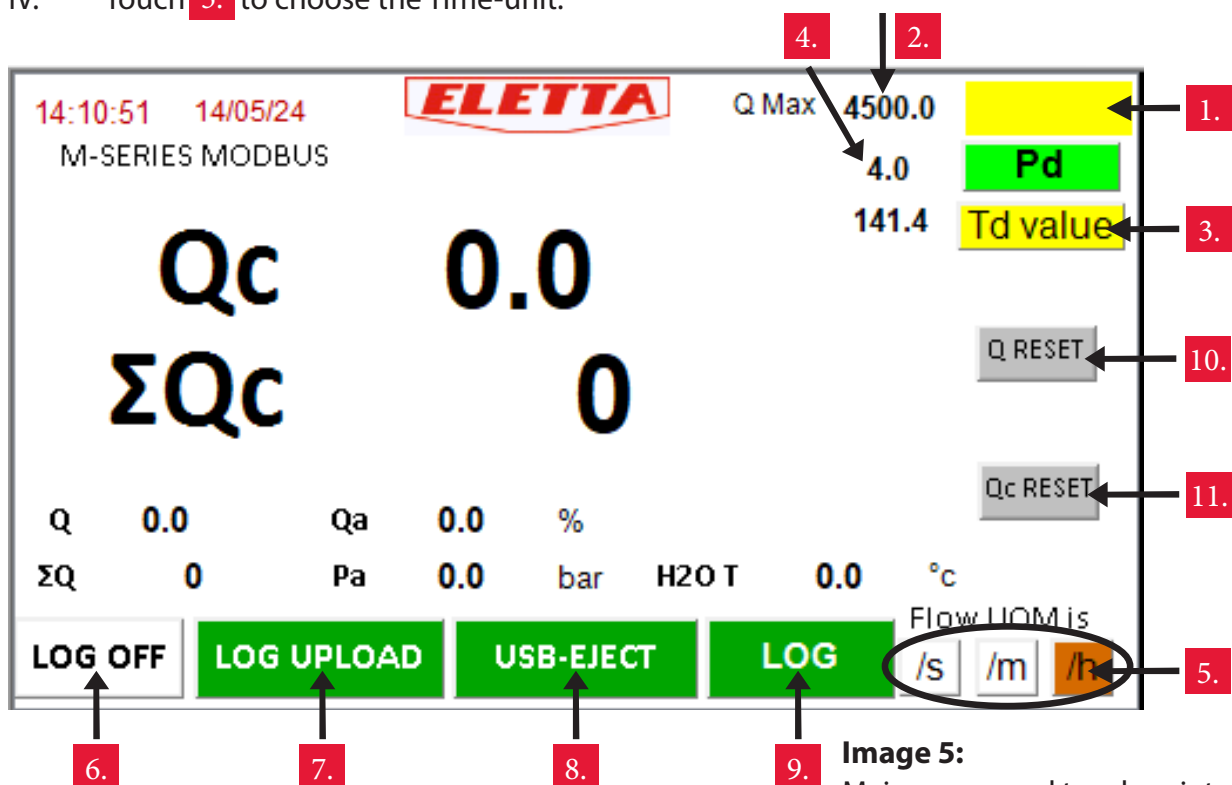 iv. Touch 5. to choose the Time-unit.
4. 2.
14:10:51 14/05/24 ELETTA Q Max 4500.0 1.
M-SERIES MODBUS 4.0 Pd
141.4 Td value 3.
Qc 0.0
Q RESET 10.
ΣQc 0
Qc RESET 11.
Q 0.0 Qa 0.0 %
ΣQ 0 Pa 0.0 bar H2O T 0.0 °c
Flow UOM is
LOG OFF LOG UPLOAD USB-EJECT LOG /s /m /h 5.
6. 7. 8. 9. Image 5: